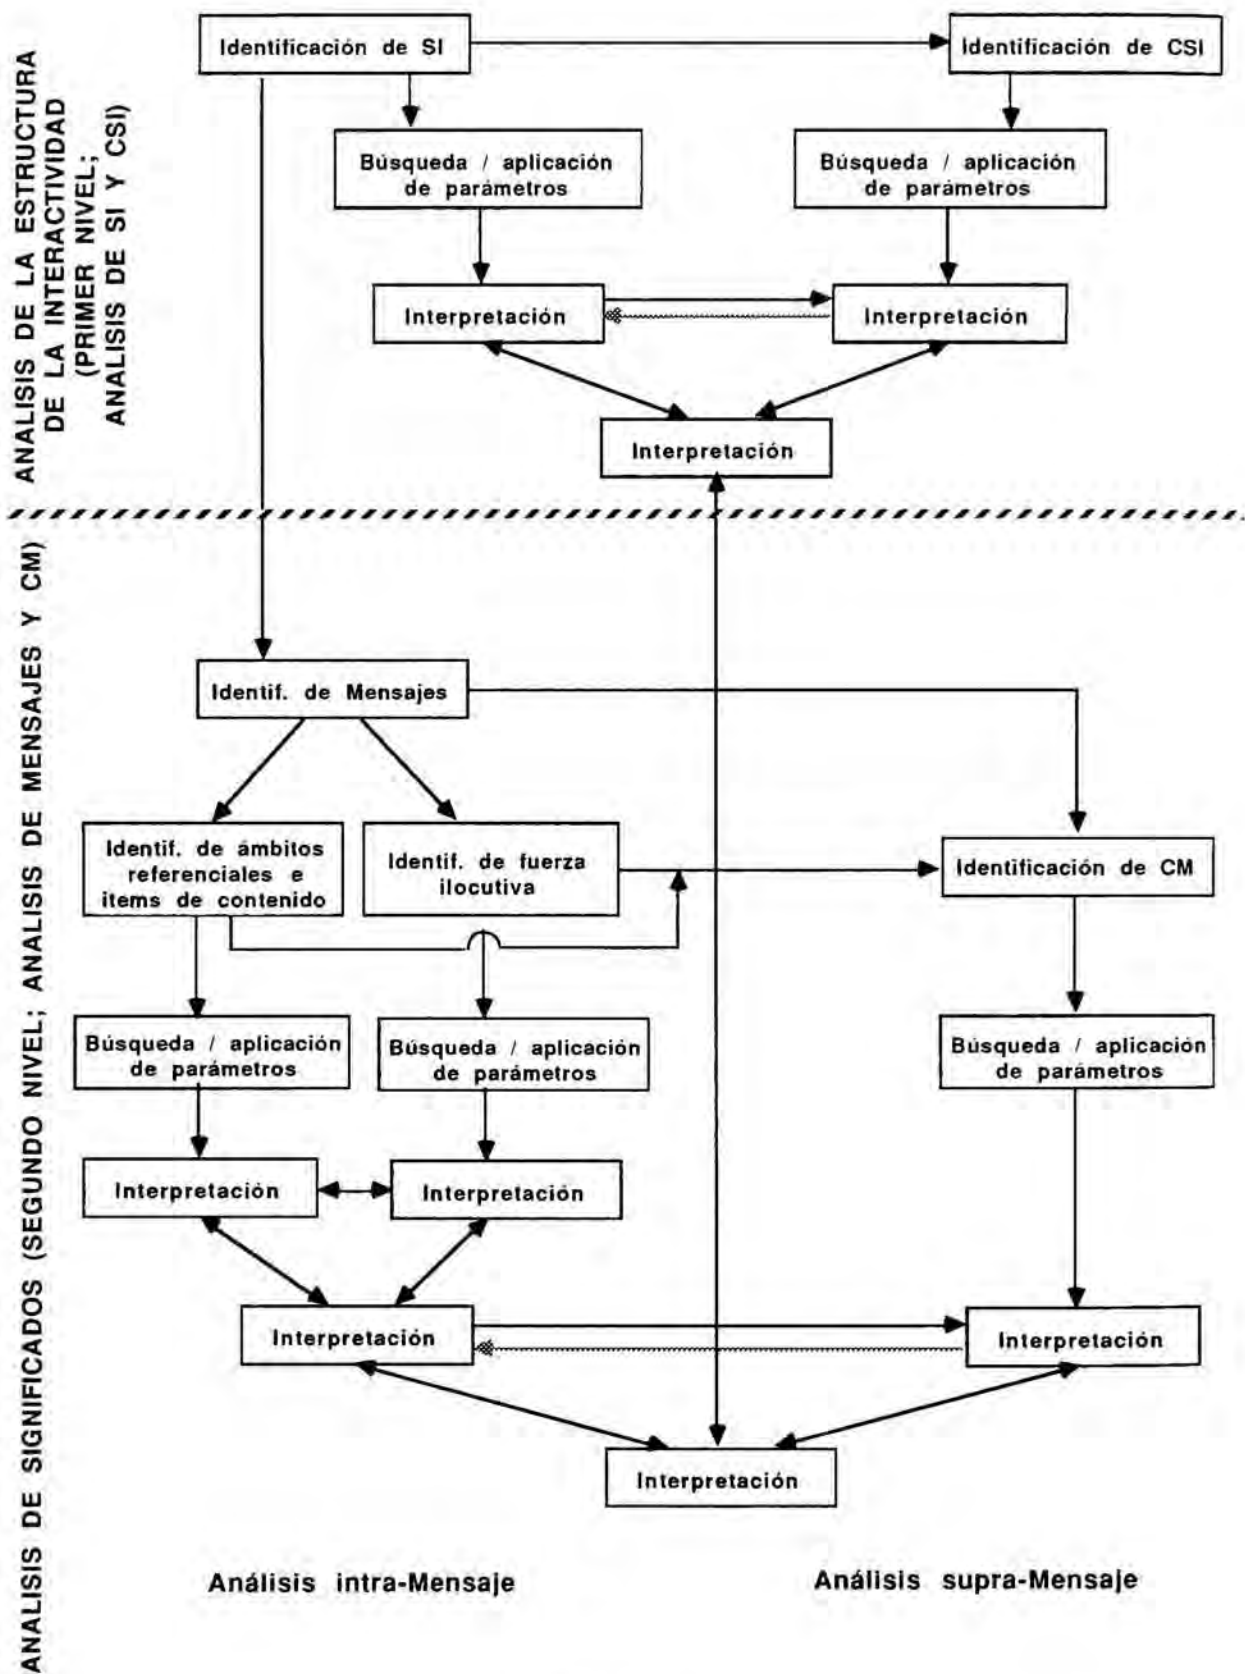 ANALISIS DE LA ESTRUCTURA
DE LA INTERACTIVIDAD
(PRIMER NIVEL;
ANALISIS DE SI Y CSI)
Identificación de SI
Identificación de CSI
Búsqueda / aplicación
de parámetros
Búsqueda / aplicación
de parámetros
Interpretación
Interpretación
Interpretación
ANALISIS DE SIGNIFICADOS (SEGUNDO NIVEL; ANALISIS DE MENSAJES Y CM)
Identif. de Mensajes
Identif. de ámbitos
referenciales e
items de contenido
Identif. de fuerza
ilocutiva
Identificación de CM
Búsqueda / aplicación
de parámetros
Búsqueda / aplicación
de parámetros
Búsqueda / aplicación
de parámetros
Interpretación
Interpretación
Interpretación
Interpretación
Interpretación
Análisis intra-Mensaje
Análisis supra-Mensaje